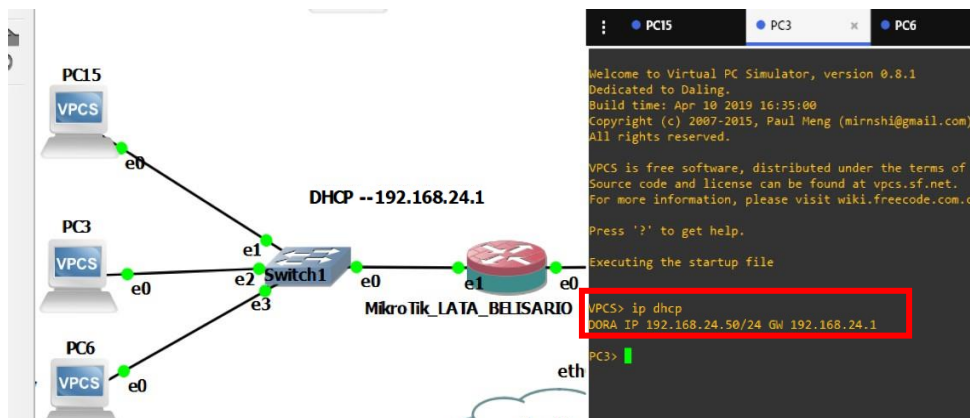 PC15
VPCS
e0
DHCP --192.168.24.1
PC3
VPCS
e0
e1
e2
e3
Switch1
e0
e1
e0
MikroTik_LATA_BELISARIO
PC6
VPCS
e0
eth
PC15
PC3
PC6
Welcome to Virtual PC Simulator, version 0.8.1
Dedicated to Daling.
Build time: Apr 10 2019 16:35:00
Copyright (c) 2007-2015, Paul Meng (mirnshi@gmail.com)
All rights reserved.
VPCS is free software, distributed under the terms of
Source code and license can be found at vpcs.sf.net.
For more information, please visit wiki.freecode.com.c
Press '?' to get help.
Executing the startup file
VPCS> ip dhcp
DORA IP 192.168.24.50/24 GW 192.168.24.1
PC3>